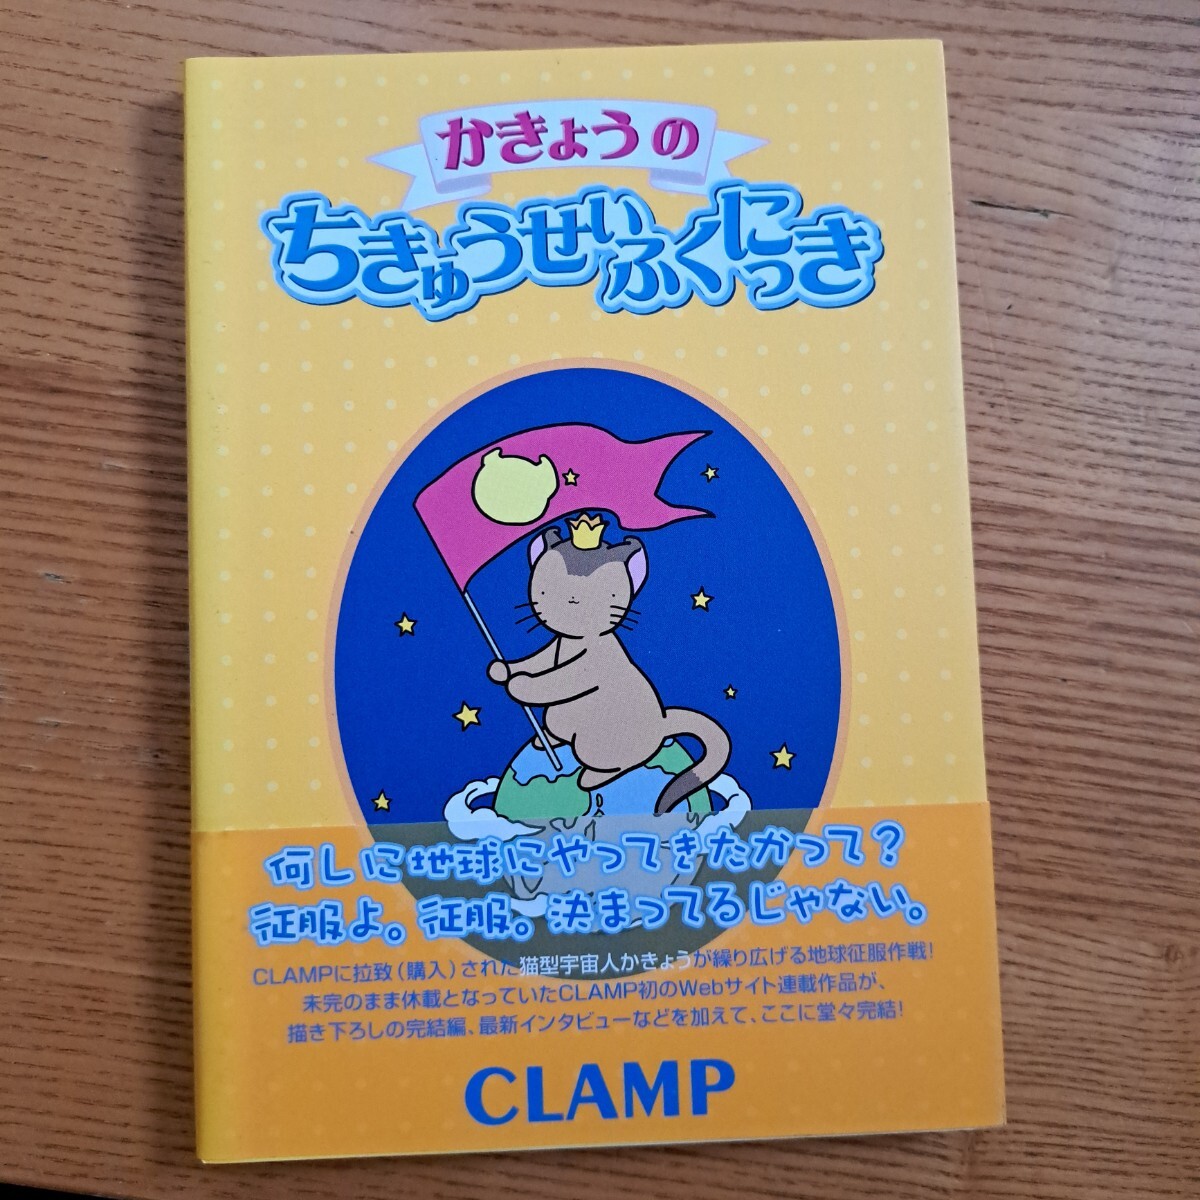 かきょうの
ちきゅうせいふくにっき
何しに地球にやってきたかって?
征服よ。征服。決まってるじゃない。
CLAMPに拉致（購入）された猫型宇宙人かきょうが繰り広げる地球征服作戦!
未完のまま休載となっていたCLAMP初のWebサイト連載作品が、
描き下ろしの完結編、最新インタビューなどを加えて、ここに堂々完結!
CLAMP